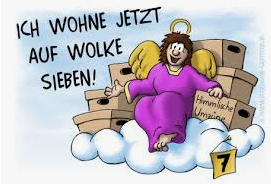 ICH WOHNE JETZT
AUF WOLKE
SIEBEN!
Himmlische
Umzüge
7